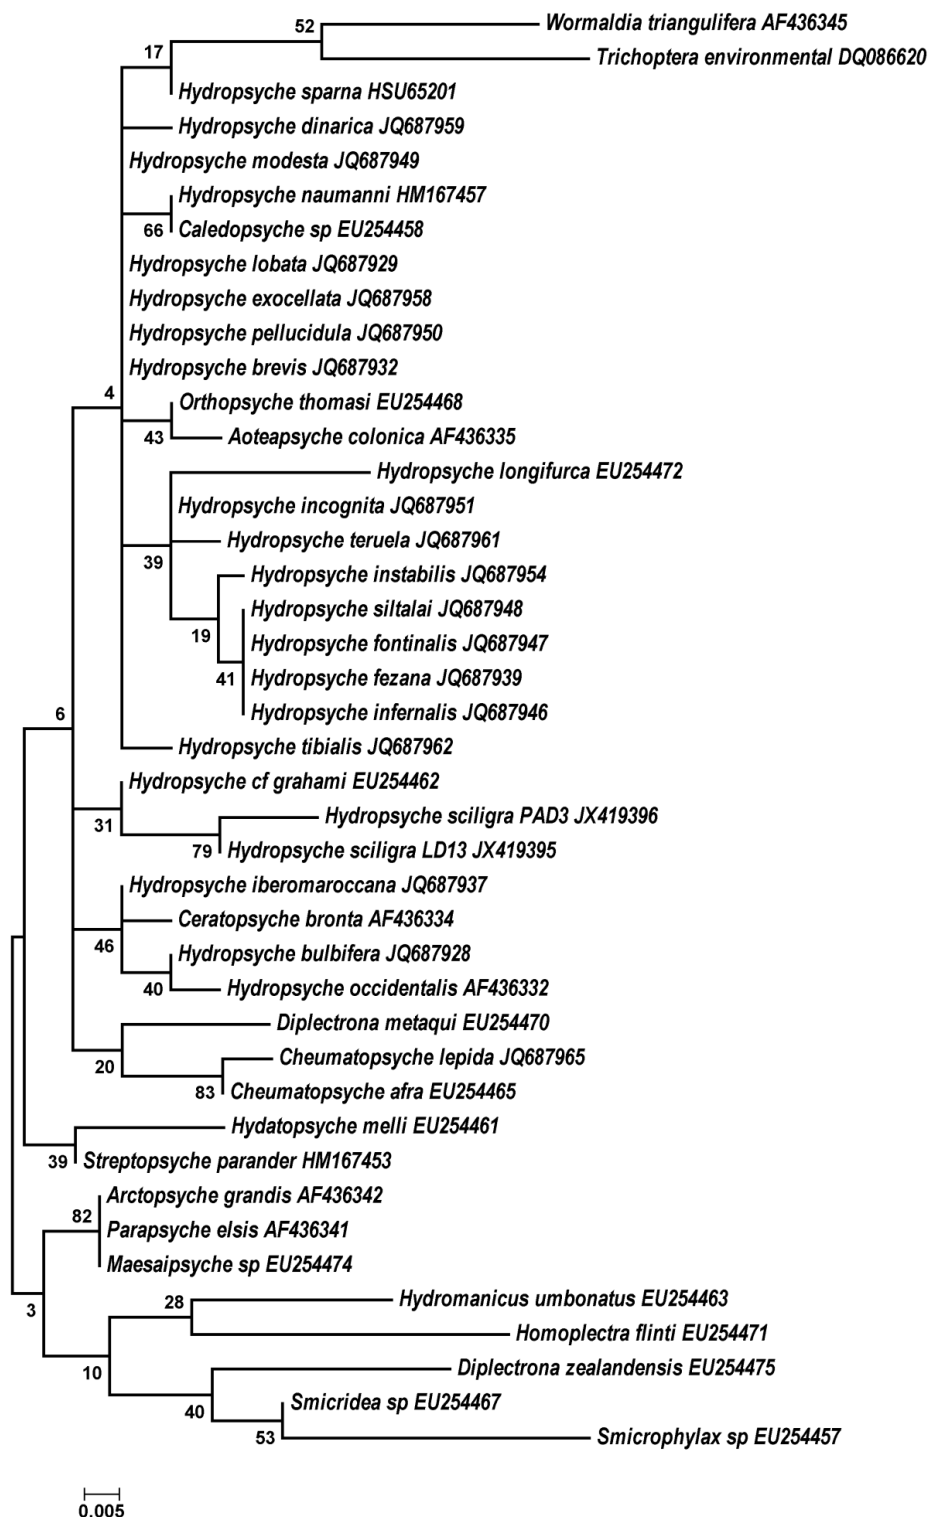 52
Wormaldia triangulifera AF436345
17
Trichoptera environmental DQ086620
Hydropsyche sparna HSU65201
Hydropsyche dinarica JQ687959
Hydropsyche modesta JQ687949
Hydropsyche naumanni HM167457
66
Caledopsyche sp EU254458
Hydropsyche lobata JQ687929
Hydropsyche exocellata JQ687958
Hydropsyche pellucidula JQ687950
Hydropsyche brevis JQ687932
4
Orthopsyche thomasi EU254468
43
Aoteapsyche colonica AF436335
Hydropsyche longifurca EU254472
Hydropsyche incognita JQ687951
Hydropsyche teruela JQ687961
39
Hydropsyche instabilis JQ687954
Hydropsyche siltalai JQ687948
19
Hydropsyche fontinalis JQ687947
41
Hydropsyche fezana JQ687939
Hydropsyche infernalis JQ687946
6
Hydropsyche tibialis JQ687962
Hydropsyche cf grahami EU254462
Hydropsyche sciligra PAD3 JX419396
31
79
Hydropsyche sciligra LD13 JX419395
Hydropsyche iberomaroccana JQ687937
Ceratopsyche bronta AF436334
46
Hydropsyche bulbifera JQ687928
40
Hydropsyche occidentalis AF436332
Diplectrona metaqui EU254470
Cheumatopsyche lepida JQ687965
20
83
Cheumatopsyche afra EU254465
Hydatopsyche melli EU254461
39
Streptopsyche parander HM167453
Arctopsyche grandis AF436342
82
Parapsyche elsis AF436341
Maesaipsyche sp EU254474
28
Hydromanicus umbonatus EU254463
3
Homoplectra flinti EU254471
10
Diplectrona zealandensis EU254475
Smicridea sp EU254467
40
53
Smicrophylax sp EU254457
0.005